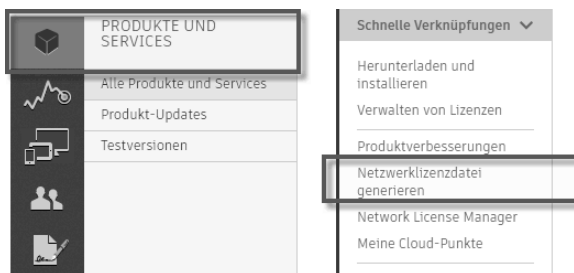 PRODUKTE UND
SERVICES
Alle Produkte und Services
Produkt-Updates
Testversionen
Schnelle Verknüpfungen
Herunterladen und
installieren
Verwalten von Lizenzen
Produktverbesserungen
Netzwerklizenzdatei
generieren
Network License Manager
Meine Cloud-Punkte